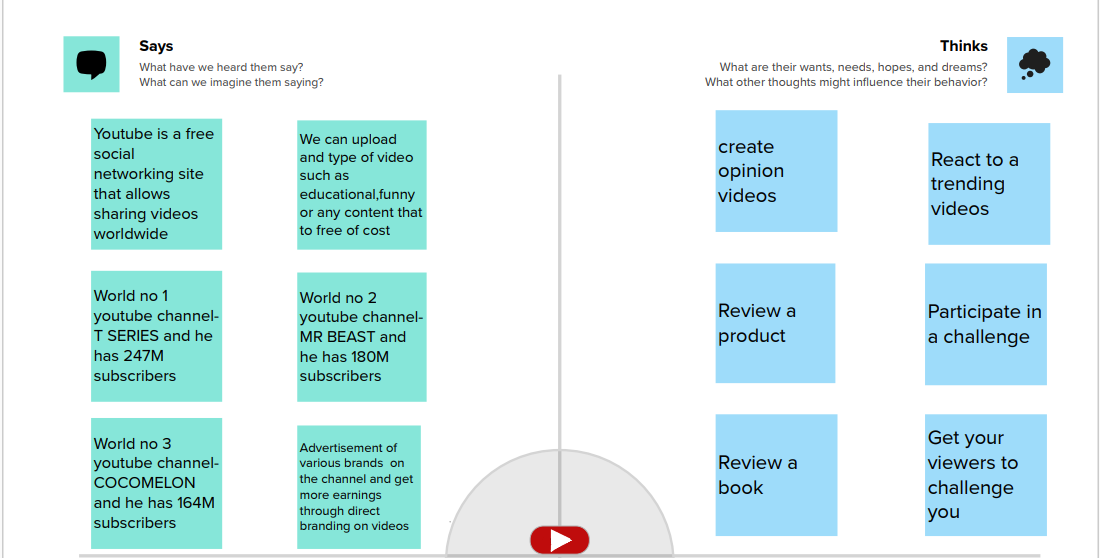 Says
What have we heard them say?
What can we imagine them saying?
Thinks
What are their wants, needs, hopes, and dreams?
What other thoughts might influence their behavior?
Youtube is a free
social
networking site
that allows
sharing videos
worldwide
We can upload
and type of video
such as
educational,funny
or any content that
to free of cost
World no 1
youtube channel-
T SERIES and he
has 247M
subscribers
World no 2
youtube channel-
MR BEAST and
he has 180M
subscribers
World no 3
youtube channel-
COCOMELON
and he has 164M
subscribers
Advertisement of
various brands  on
the channel and get
more earnings
through direct
branding on videos
create
opinion
videos
React to a
trending
videos
Review a
product
Participate in
a challenge
Review a
book
Get your
viewers to
challenge
you